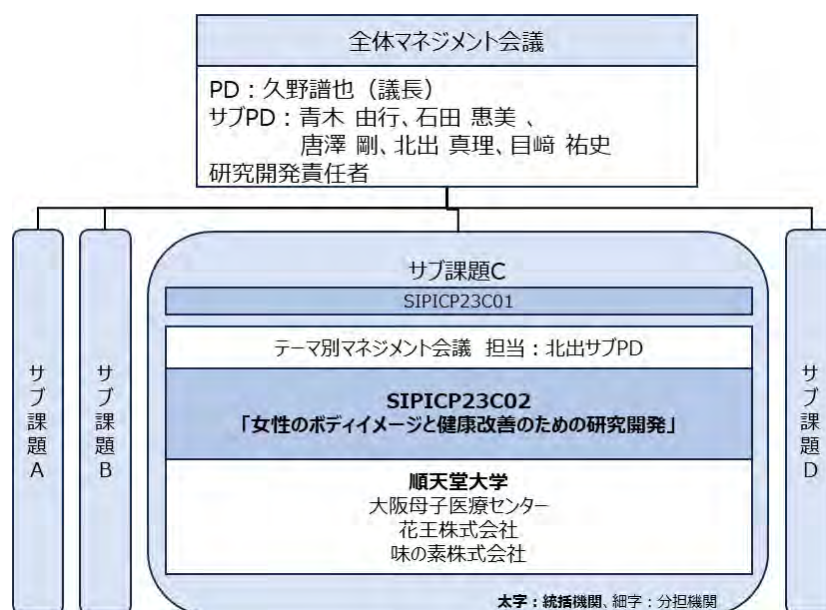 全体マネジメント会議
PD：久野譜也（議長）
サブPD：青木 由行、石田 惠美 、
唐澤 剛、北出 真理、目﨑 祐史
研究開発責任者
サブ課題A
サブ課題B
サブ課題C
SIPICP23C01
テーマ別マネジメント会議 担当：北出サブPD
SIPICP23C02
「女性のボディイメージと健康改善のための研究開発」
順天堂大学
大阪母子医療センター
花王株式会社
味の素株式会社
太字：統括機関、細字：分担機関
サブ課題D